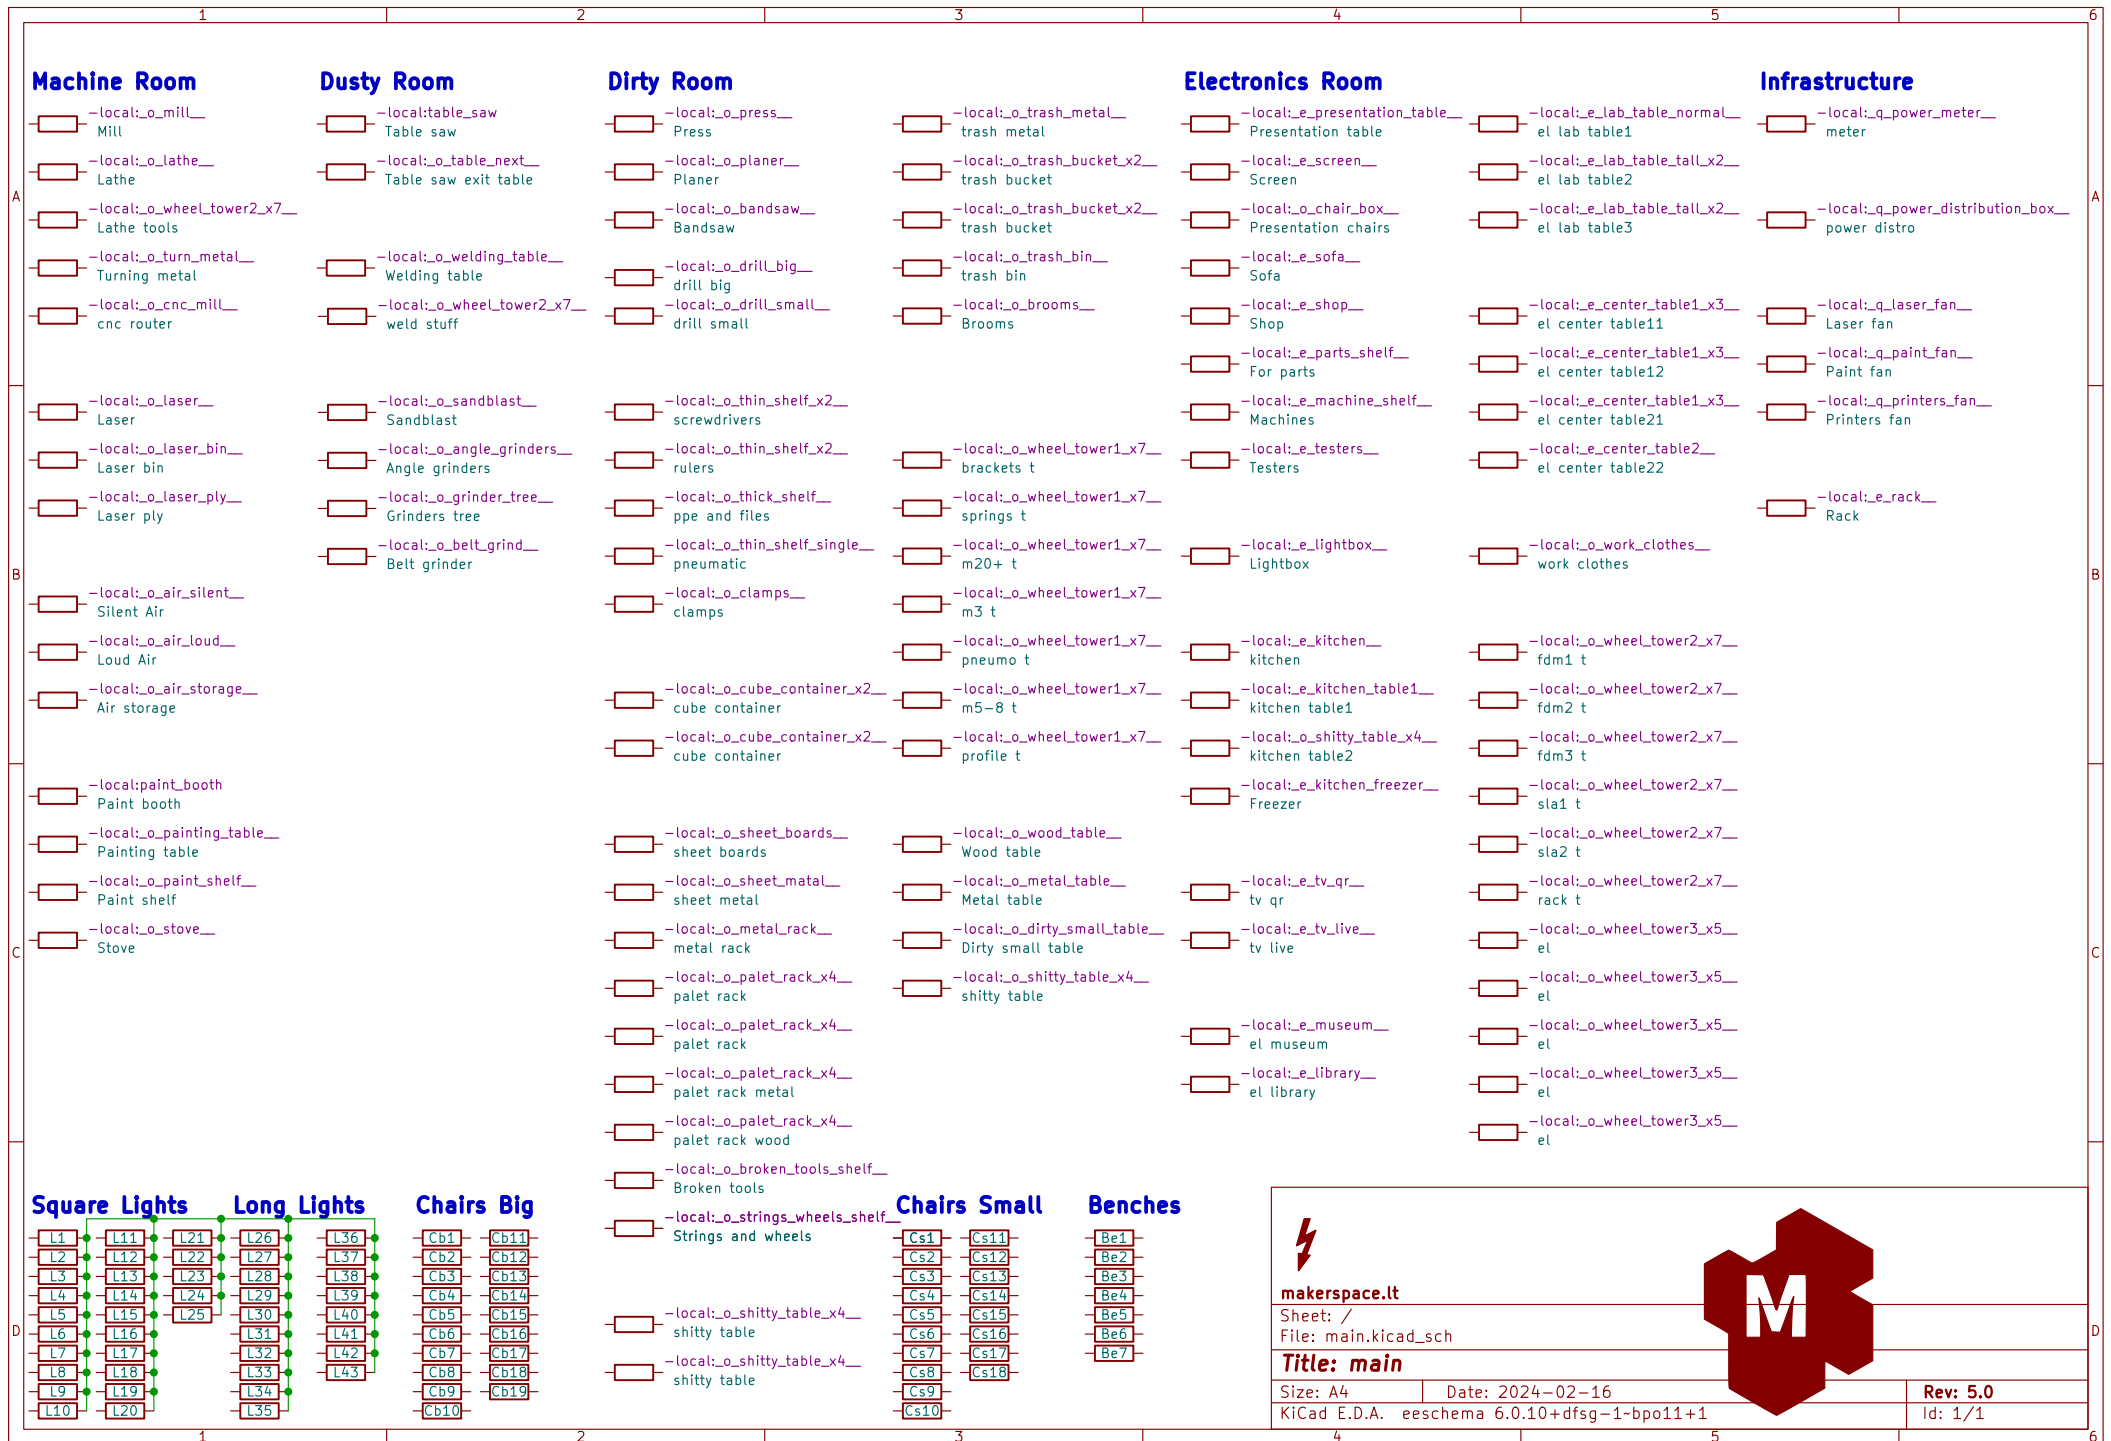 1 2 3 4 5 6
Machine Room
-local:_o_mill__
Mill
-local:_o_lathe__
Lathe
-local:_o_wheel_tower2_x7__
Lathe tools
-local:_o_turn_metal__
Turning metal
-local:_o_cnc_mill__
cnc router
-local:_o_laser__
Laser
-local:_o_laser_bin__
Laser bin
-local:_o_laser_ply__
Laser ply
-local:_o_air_silent__
Silent Air
-local:_o_air_loud__
Loud Air
-local:_o_air_storage__
Air storage
-local:paint_booth
Paint booth
-local:_o_painting_table__
Painting table
-local:_o_paint_shelf__
Paint shelf
-local:_o_stove__
Stove
Dusty Room
-local:table_saw
Table saw
-local:_o_table_next__
Table saw exit table
-local:_o_welding_table__
Welding table
-local:_o_wheel_tower2_x7__
weld stuff
-local:_o_sandblast__
Sandblast
-local:_o_angle_grinders__
Angle grinders
-local:_o_grinder_tree__
Grinders tree
-local:_o_belt_grind__
Belt grinder
Dirty Room
-local:_o_press__
Press
-local:_o_planer__
Planer
-local:_o_bandsaw__
Bandsaw
-local:_o_drill_big__
drill big
-local:_o_drill_small__
drill small
-local:_o_thin_shelf_x2__
screwdrivers
-local:_o_thin_shelf_x2__
rulers
-local:_o_thick_shelf__
ppe and files
-local:_o_thin_shelf_single__
pneumatic
-local:_o_clamps__
clamps
-local:_o_cube_container_x2__
cube container
-local:_o_cube_container_x2__
cube container
-local:_o_sheet_boards__
sheet boards
-local:_o_sheet_matal__
sheet metal
-local:_o_metal_rack__
metal rack
-local:_o_palet_rack_x4__
palet rack
-local:_o_palet_rack_x4__
palet rack
-local:_o_palet_rack_x4__
palet rack metal
-local:_o_palet_rack_x4__
palet rack wood
-local:_o_broken_tools_shelf__
Broken tools
-local:_o_strings_wheels_shelf__
Strings and wheels
-local:_o_shitty_table_x4__
shitty table
-local:_o_shitty_table_x4__
shitty table
-local:_o_trash_metal__
trash metal
-local:_o_trash_bucket_x2__
trash bucket
-local:_o_trash_bucket_x2__
trash bucket
-local:_o_trash_bin__
trash bin
-local:_o_brooms__
Brooms
-local:_o_wheel_tower1_x7__
brackets t
-local:_o_wheel_tower1_x7__
springs t
-local:_o_wheel_tower1_x7__
m20+ t
-local:_o_wheel_tower1_x7__
m3 t
-local:_o_wheel_tower1_x7__
pneumo t
-local:_o_wheel_tower1_x7__
m5-8 t
-local:_o_wheel_tower1_x7__
profile t
-local:_o_wood_table__
Wood table
-local:_o_metal_table__
Metal table
-local:_o_dirty_small_table__
Dirty small table
-local:_o_shitty_table_x4__
shitty table
Electronics Room
-local:_e_presentation_table__
Presentation table
-local:_e_screen__
Screen
-local:_o_chair_box__
Presentation chairs
-local:_e_sofa__
Sofa
-local:_e_shop__
Shop
-local:_e_parts_shelf__
For parts
-local:_e_machine_shelf__
Machines
-local:_e_testers__
Testers
-local:_e_lightbox__
Lightbox
-local:_e_kitchen__
kitchen
-local:_e_kitchen_table1__
kitchen table1
-local:_o_shitty_table_x4__
kitchen table2
-local:_e_kitchen_freezer__
Freezer
-local:_e_tv_qr__
tv qr
-local:_e_tv_live__
tv live
-local:_e_museum__
el museum
-local:_e_library__
el library
-local:_e_lab_table_normal__
el lab table1
-local:_e_lab_table_tall_x2__
el lab table2
-local:_e_lab_table_tall_x2__
el lab table3
-local:_e_center_table1_x3__
el center table11
-local:_e_center_table1_x3__
el center table12
-local:_e_center_table1_x3__
el center table21
-local:_e_center_table2__
el center table22
-local:_o_work_clothes__
work clothes
-local:_o_wheel_tower2_x7__
fdm1 t
-local:_o_wheel_tower2_x7__
fdm2 t
-local:_o_wheel_tower2_x7__
fdm3 t
-local:_o_wheel_tower2_x7__
sla1 t
-local:_o_wheel_tower2_x7__
sla2 t
-local:_o_wheel_tower2_x7__
rack t
-local:_o_wheel_tower3_x5__
el
-local:_o_wheel_tower3_x5__
el
-local:_o_wheel_tower3_x5__
el
-local:_o_wheel_tower3_x5__
el
-local:_o_wheel_tower3_x5__
el
Infrastructure
-local:_q_power_meter__
meter
-local:_q_power_distribution_box__
power distro
-local:_q_laser_fan__
Laser fan
-local:_q_paint_fan__
Paint fan
-local:_q_printers_fan__
Printers fan
-local:_e_rack__
Rack
A A
B B
C C
D D
Square Lights
L1 L11 L21
L2 L12 L22
L3 L13 L23
L4 L14 L24
L5 L15 L25
L6 L16
L7 L17
L8 L18
L9 L19
L10 L20
Long Lights
L26 L36
L27 L37
L28 L38
L29 L39
L30 L40
L31 L41
L32 L42
L33 L43
L34
L35
Chairs Big
Cb1 Cb11
Cb2 Cb12
Cb3 Cb13
Cb4 Cb14
Cb5 Cb15
Cb6 Cb16
Cb7 Cb17
Cb8 Cb18
Cb9 Cb19
Cb10
Chairs Small
Cs1 Cs11
Cs2 Cs12
Cs3 Cs13
Cs4 Cs14
Cs5 Cs15
Cs6 Cs16
Cs7 Cs17
Cs8 Cs18
Cs9
Cs10
Benches
Be1
Be2
Be3
Be4
Be5
Be6
Be7
makerspace.lt
M
Sheet: /
File: main.kicad_sch
Title: main
Size: A4 Date: 2024-02-16 Rev: 5.0
KiCad E.D.A. eeschema 6.0.10+dfsg-1~bpo11+1 Id: 1/1
1 2 3 4 5 6